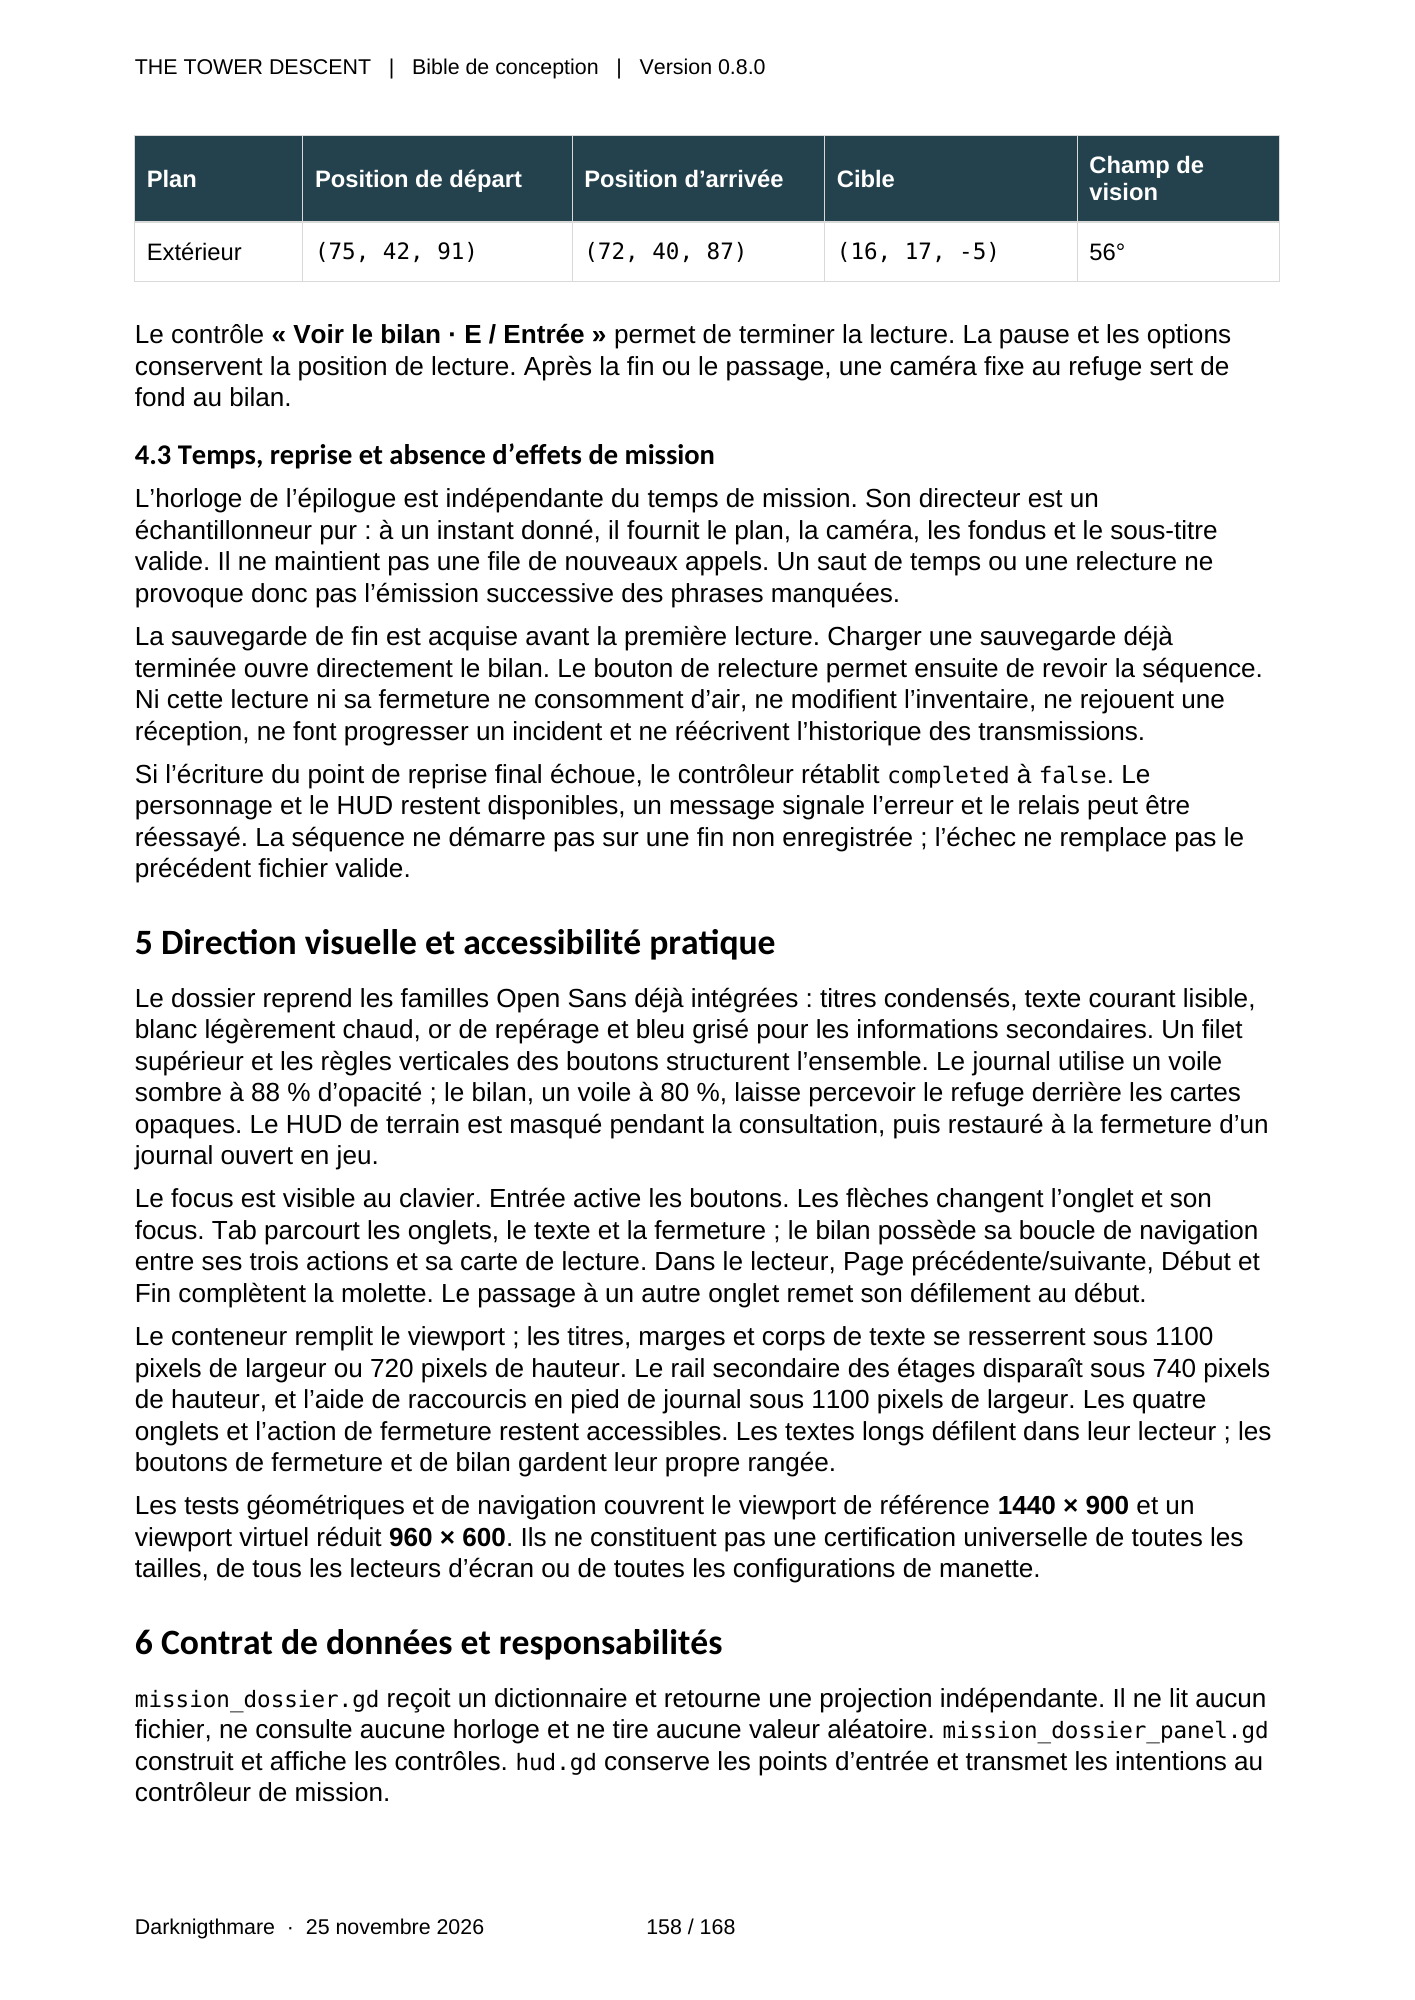 THE TOWER DESCENT | Bible de conception | Version 0.8.0
Plan Position de départ Position d’arrivée Cible Champ de vision
Extérieur (75, 42, 91) (72, 40, 87) (16, 17, -5) 56°
Le contrôle « Voir le bilan · E / Entrée » permet de terminer la lecture. La pause et les options
conservent la position de lecture. Après la fin ou le passage, une caméra fixe au refuge sert de
fond au bilan.
4.3 Temps, reprise et absence d’effets de mission
L’horloge de l’épilogue est indépendante du temps de mission. Son directeur est un
échantillonneur pur : à un instant donné, il fournit le plan, la caméra, les fondus et le sous-titre
valide. Il ne maintient pas une file de nouveaux appels. Un saut de temps ou une relecture ne
provoque donc pas l’émission successive des phrases manquées.
La sauvegarde de fin est acquise avant la première lecture. Charger une sauvegarde déjà
terminée ouvre directement le bilan. Le bouton de relecture permet ensuite de revoir la séquence.
Ni cette lecture ni sa fermeture ne consomment d’air, ne modifient l’inventaire, ne rejouent une
réception, ne font progresser un incident et ne réécrivent l’historique des transmissions.
Si l’écriture du point de reprise final échoue, le contrôleur rétablit completed à false. Le
personnage et le HUD restent disponibles, un message signale l’erreur et le relais peut être
réessayé. La séquence ne démarre pas sur une fin non enregistrée ; l’échec ne remplace pas le
précédent fichier valide.
5 Direction visuelle et accessibilité pratique
Le dossier reprend les familles Open Sans déjà intégrées : titres condensés, texte courant lisible,
blanc légèrement chaud, or de repérage et bleu grisé pour les informations secondaires. Un filet
supérieur et les règles verticales des boutons structurent l’ensemble. Le journal utilise un voile
sombre à 88 % d’opacité ; le bilan, un voile à 80 %, laisse percevoir le refuge derrière les cartes
opaques. Le HUD de terrain est masqué pendant la consultation, puis restauré à la fermeture d’un
journal ouvert en jeu.
Le focus est visible au clavier. Entrée active les boutons. Les flèches changent l’onglet et son
focus. Tab parcourt les onglets, le texte et la fermeture ; le bilan possède sa boucle de navigation
entre ses trois actions et sa carte de lecture. Dans le lecteur, Page précédente/suivante, Début et
Fin complètent la molette. Le passage à un autre onglet remet son défilement au début.
Le conteneur remplit le viewport ; les titres, marges et corps de texte se resserrent sous 1100
pixels de largeur ou 720 pixels de hauteur. Le rail secondaire des étages disparaît sous 740 pixels
de hauteur, et l’aide de raccourcis en pied de journal sous 1100 pixels de largeur. Les quatre
onglets et l’action de fermeture restent accessibles. Les textes longs défilent dans leur lecteur ; les
boutons de fermeture et de bilan gardent leur propre rangée.
Les tests géométriques et de navigation couvrent le viewport de référence 1440 × 900 et un
viewport virtuel réduit 960 × 600. Ils ne constituent pas une certification universelle de toutes les
tailles, de tous les lecteurs d’écran ou de toutes les configurations de manette.
6 Contrat de données et responsabilités
mission_dossier.gd reçoit un dictionnaire et retourne une projection indépendante. Il ne lit aucun
fichier, ne consulte aucune horloge et ne tire aucune valeur aléatoire. mission_dossier_panel.gd
construit et affiche les contrôles. hud.gd conserve les points d’entrée et transmet les intentions au
contrôleur de mission.
Darknigthmare · 25 novembre 2026 158 / 168